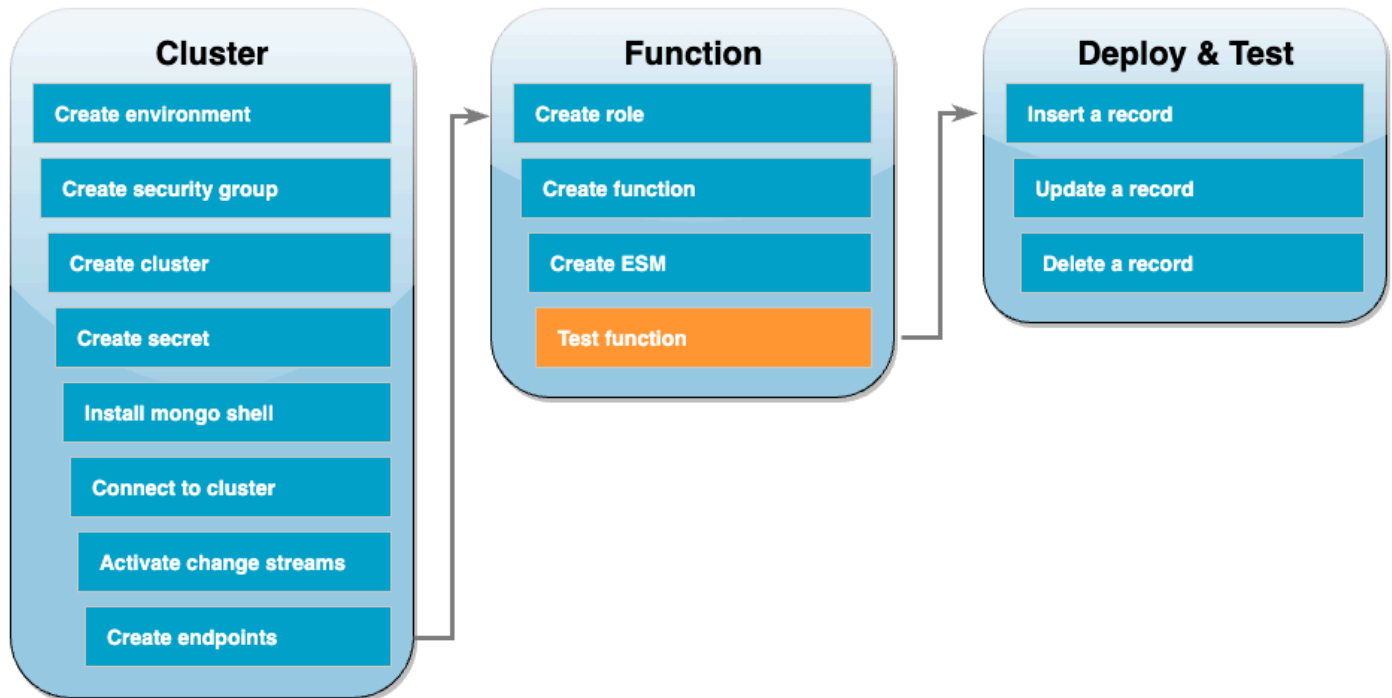 Cluster
Create environment
Create security group
Create cluster
Create secret
Install mongo shell
Connect to cluster
Activate change streams
Create endpoints
Function
Create role
Create function
Create ESM
Test function
Deploy & Test
Insert a record
Update a record
Delete a record